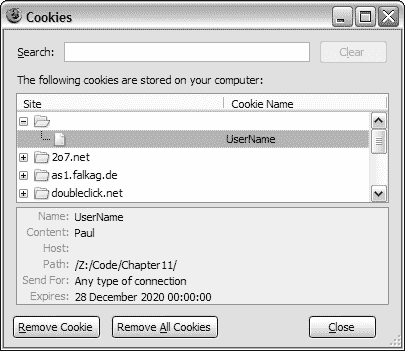 Cookies
Search: Clear
The following cookies are stored on your computer:
Site Cookie Name
UserName
2o7.net
as1.falkag.de
doubleclick.net
Name: UserName
Content: Paul
Host:
Path: /Z:/Code/Chapter11/
Send For: Any type of connection
Expires: 28 December 2020 00:00:00
Remove Cookie Remove All Cookies Close